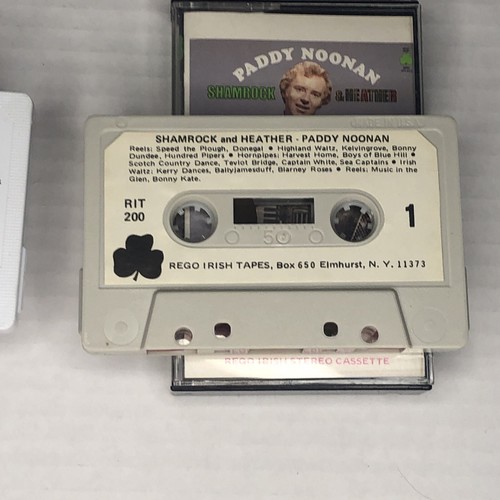 PADDY NOONAN
SHAMROCK & HEATHER
SHAMROCK and HEATHER - PADDY NOONAN
Reels: Speed the Plough, Donegal • Highland Waltz, Kelvingrove, Bonny
Dundee, Hundred Pipers • Hornpipes: Harvest Home, Boys of Blue Hill •
Scotch Country Dance, Teviot Bridge, Captain White, Sea Captains • Irish
Waltz: Kerry Dances, Ballyjamesduff, Blarney Roses • Reels: Music in the
Glen, Bonny Kate.
RIT
200
1
50
REGO IRISH TAPES, Box 650 Elmhurst, N. Y. 11373
REGO IRISH STEREO CASSETTE